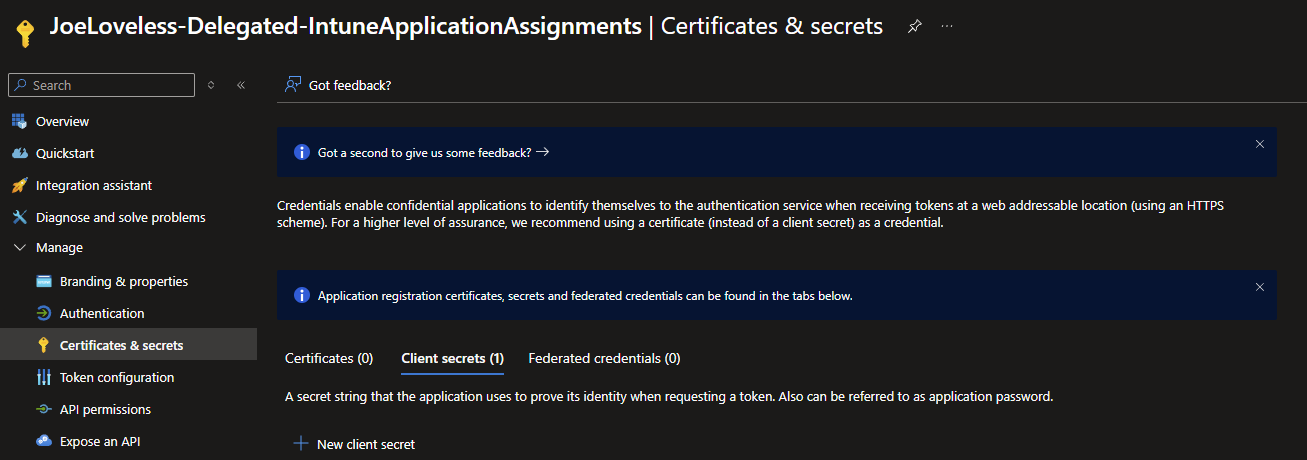 JoeLoveless-Delegated-IntuneApplicationAssignments | Certificates & secrets
Search
Overview
Quickstart
Integration assistant
Diagnose and solve problems
Manage
Branding & properties
Authentication
Certificates & secrets
Token configuration
API permissions
Expose an API
Got feedback?
Got a second to give us some feedback?
Credentials enable confidential applications to identify themselves to the authentication service when receiving tokens at a web addressable location (using an HTTPS
scheme). For a higher level of assurance, we recommend using a certificate (instead of a client secret) as a credential.
Application registration certificates, secrets and federated credentials can be found in the tabs below.
Certificates (0) Client secrets (1) Federated credentials (0)
A secret string that the application uses to prove its identity when requesting a token. Also can be referred to as application password.
New client secret